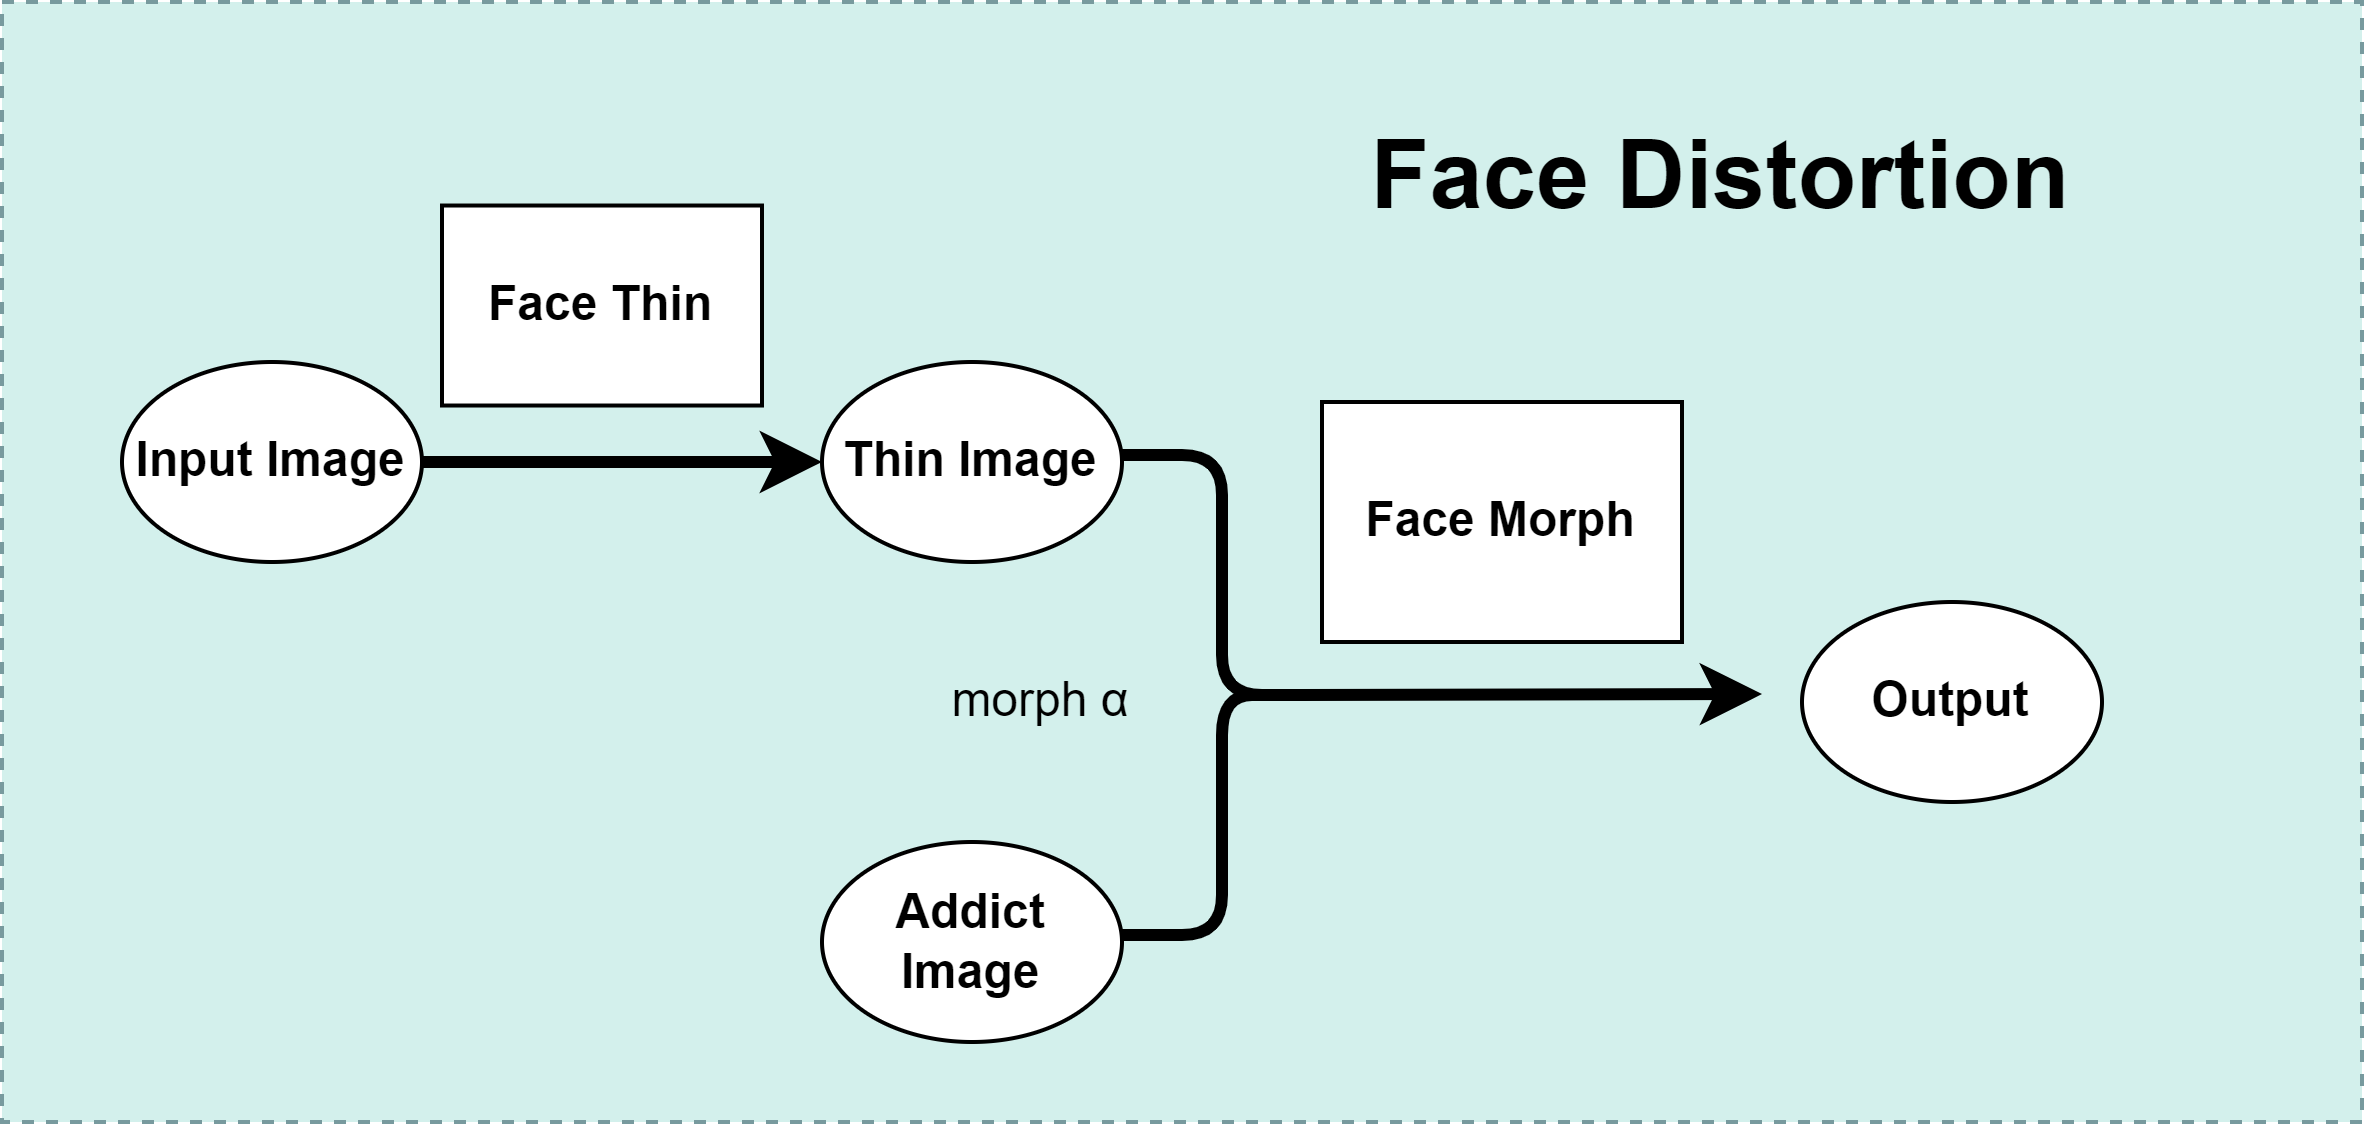 Face Distortion
Face Thin
Input Image
Thin Image
Face Morph
morph α
Output
Addict
Image